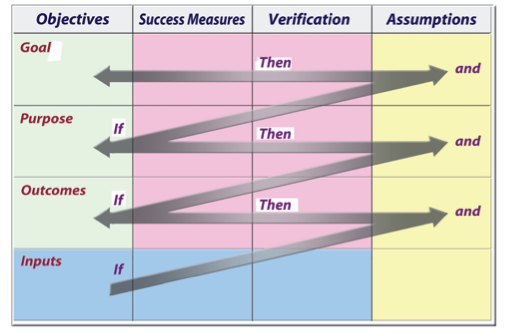 Objectives Success Measures Verification Assumptions
Goal
Then and
Purpose
If Then and
Outcomes
If Then and
Inputs
If